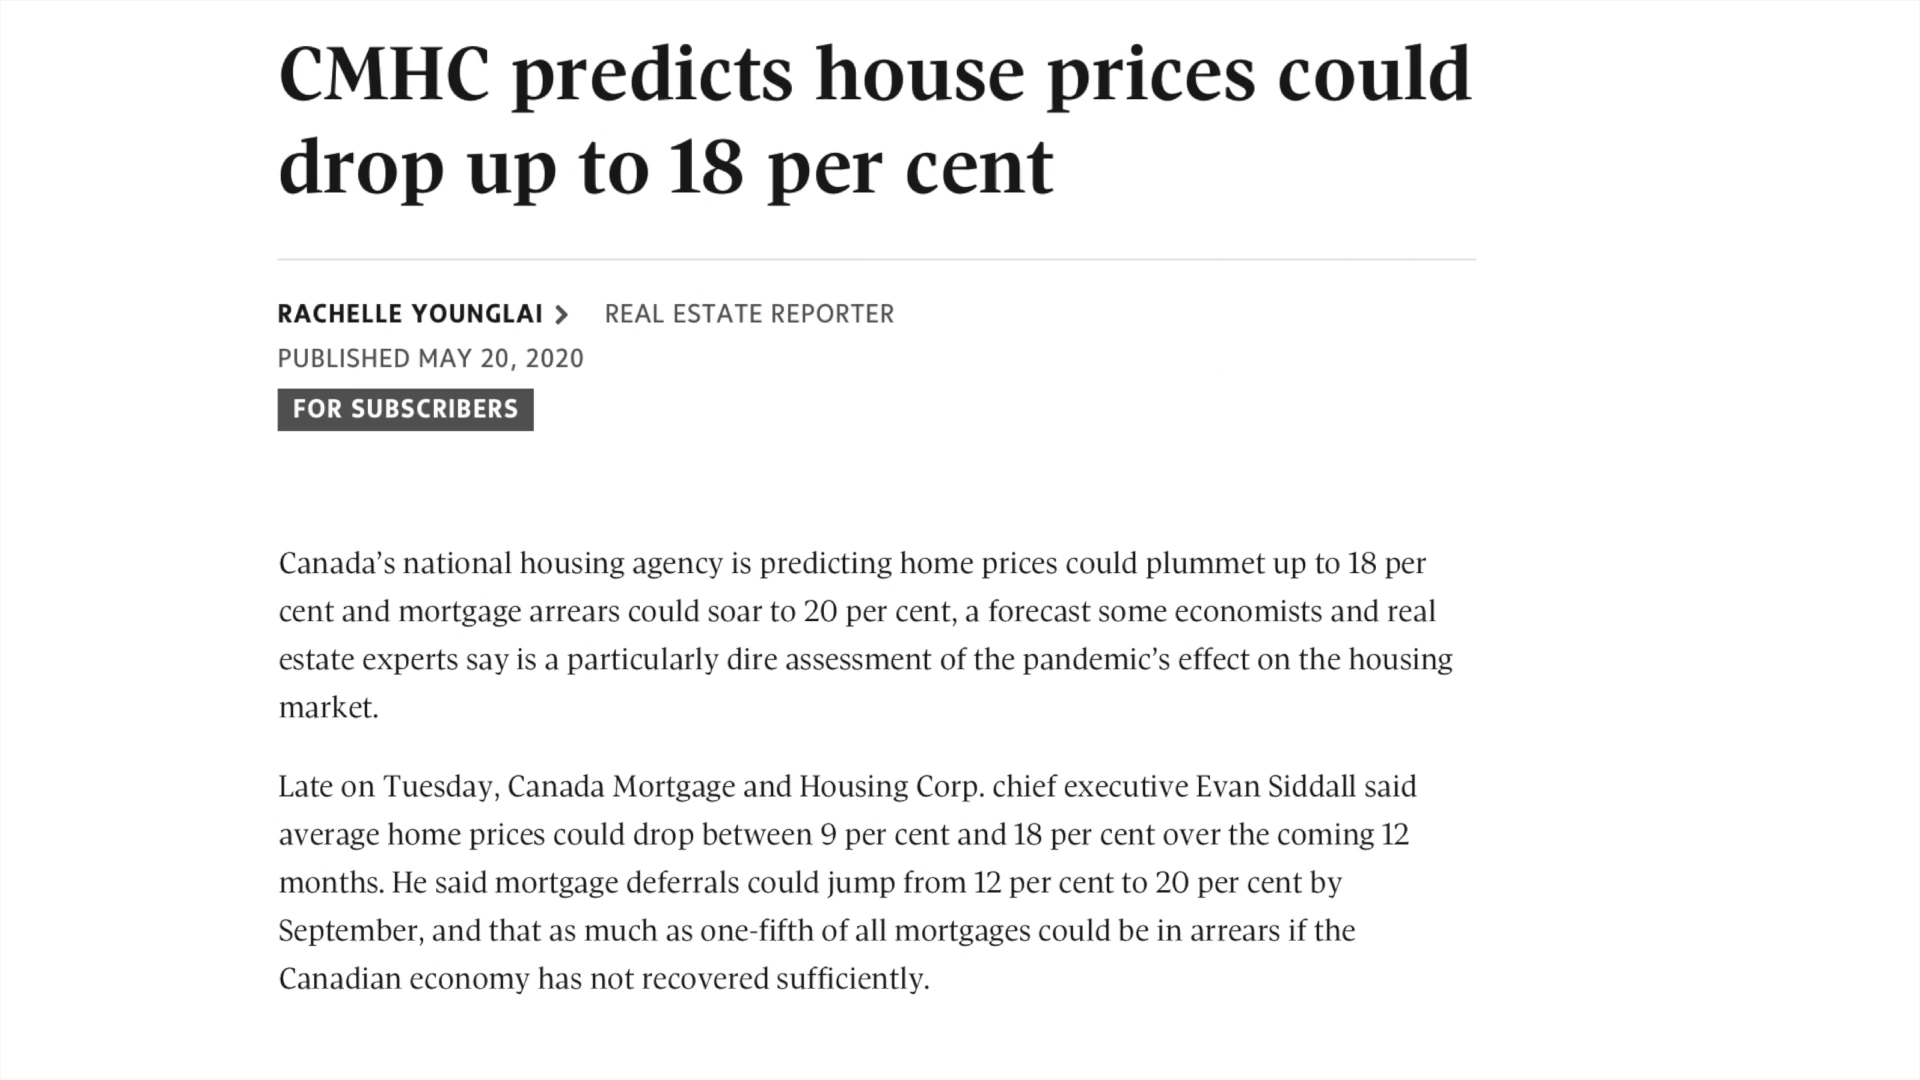 CMHC predicts house prices could
drop up to 18 per cent
RACHELLE YOUNGLAI > REAL ESTATE REPORTER
PUBLISHED MAY 20, 2020
FOR SUBSCRIBERS
Canada’s national housing agency is predicting home prices could plummet up to 18 per
cent and mortgage arrears could soar to 20 per cent, a forecast some economists and real
estate experts say is a particularly dire assessment of the pandemic’s effect on the housing
market.
Late on Tuesday, Canada Mortgage and Housing Corp. chief executive Evan Siddall said
average home prices could drop between 9 per cent and 18 per cent over the coming 12
months. He said mortgage deferrals could jump from 12 per cent to 20 per cent by
September, and that as much as one-fifth of all mortgages could be in arrears if the
Canadian economy has not recovered sufficiently.